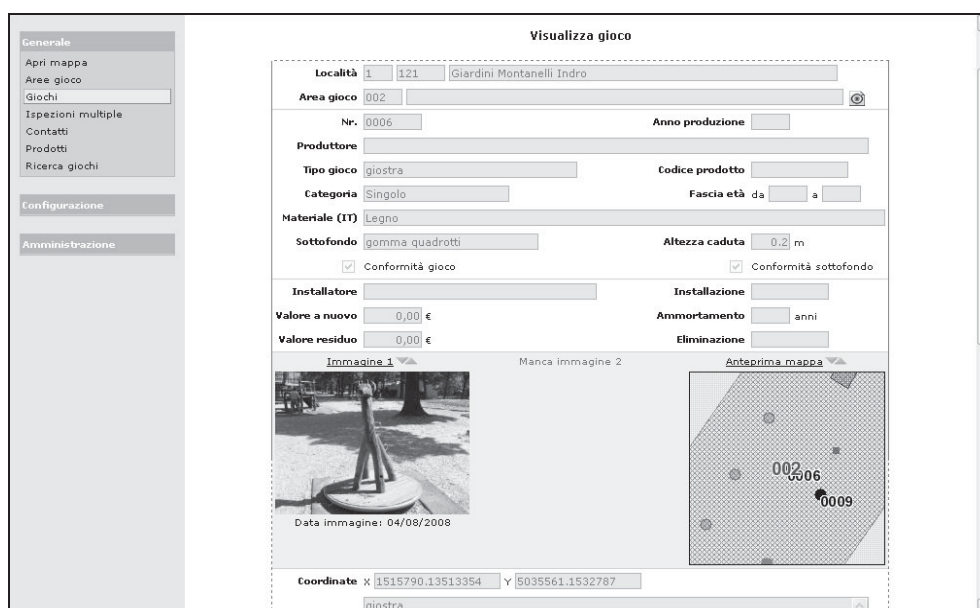 Visualizza gioco
Generale
Apri mappa
Aree gioco
Giochi
Ispezioni multiple
Contatti
Prodotti
Ricerca giochi
Configurazione
Amministrazione
Località 1 121 Giardini Montanelli Indro
Area gioco 002
Nr. 0006 Anno produzione
Produttore
Tipo gioco giostra Codice prodotto
Categoria Singolo Fascia età da a
Materiale (IT) Legno
Sottofondo gomma quadrotti Altezza caduta 0.2 m
Conformità gioco Conformità sottofondo
Installatore Installazione
Valore a nuovo 0,00 € Ammortamento anni
Valore residuo 0,00 € Eliminazione
Immagine 1 Manca immagine 2 Anteprima mappa
002
0006
0009
Data immagine: 04/08/2008
Coordinate X 1515790.13513354 Y 5035561.1532787
giostra